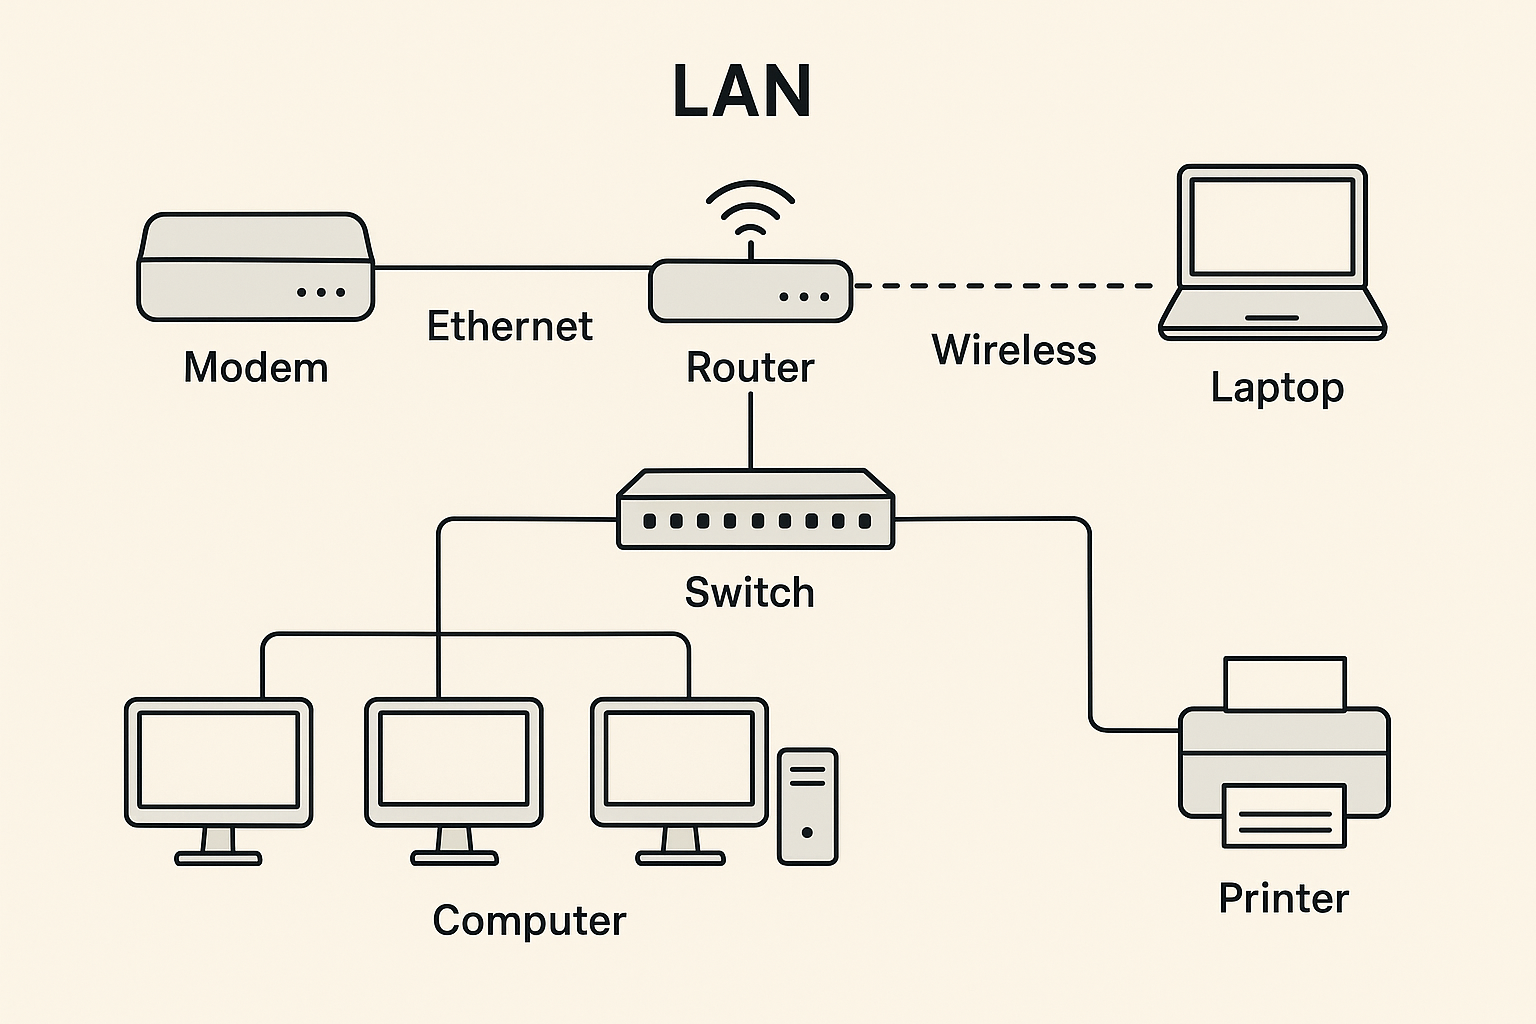 LAN
Modem
Ethernet
Router
Wireless
Laptop
Switch
Computer
Printer